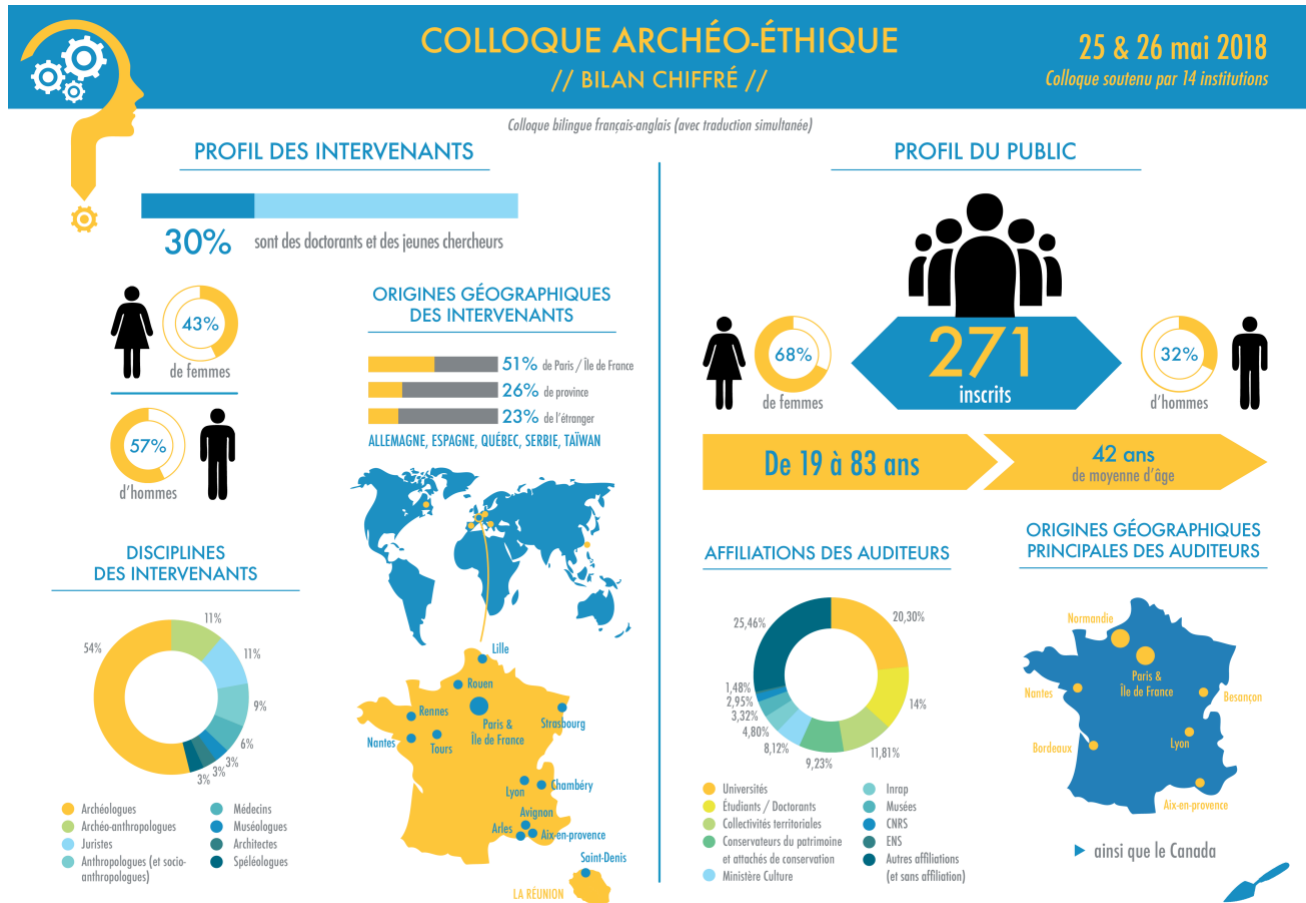 COLLOQUE ARCHÉO-ÉTHIQUE
// BILAN CHIFFRÉ //
25 & 26 mai 2018
Colloque soutenu par 14 institutions
Colloque bilingue français-anglais (avec traduction simultanée)
PROFIL DES INTERVENANTS
30% sont des doctorants et des jeunes chercheurs
43%
de femmes
57%
d'hommes
ORIGINES GÉOGRAPHIQUES
DES INTERVENANTS
51% de Paris / Île de France
26% de province
23% de l'étranger
ALLEMAGNE, ESPAGNE, QUÉBEC, SERBIE, TAÏWAN
DISCIPLINES
DES INTERVENANTS
54%
11%
11%
9%
6%
3%
3%
3%
Archéologues
Archéo-anthropologues
Juristes
Anthropologues (et socio-
anthropologues)
Médecins
Muséologues
Architectes
Spéléologues
Lille
Rouen
Rennes
Paris &
Île de France
Strasbourg
Nantes
Tours
Lyon
Chambéry
Avignon
Arles
Aix-en-provence
Saint-Denis
LA RÉUNION
PROFIL DU PUBLIC
271
inscrits
68%
de femmes
32%
d'hommes
De 19 à 83 ans
42 ans
de moyenne d'âge
AFFILIATIONS DES AUDITEURS
25,46%
20,30%
14%
11,81%
9,23%
8,12%
4,80%
3,32%
2,95%
1,48%
Universités
Étudiants / Doctorants
Collectivités territoriales
Conservateurs du patrimoine
et attachés de conservation
Ministère Culture
Inrap
Musées
CNRS
ENS
Autres affiliations
(et sans affiliation)
ORIGINES GÉOGRAPHIQUES
PRINCIPALES DES AUDITEURS
Normandie
Paris &
Île de France
Nantes
Besançon
Bordeaux
Lyon
Aix-en-provence
ainsi que le Canada